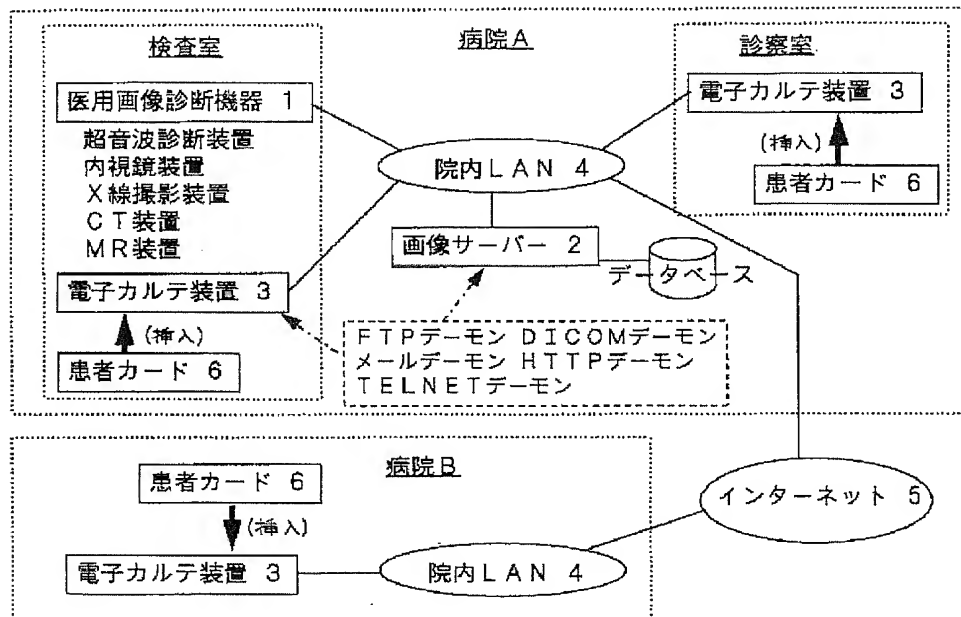 病院A
検査室
医用画像診断機器 1
超音波診断装置
内視鏡装置
X線撮影装置
CT装置
MR装置
電子カルテ装置 3
(挿入)
患者カード 6
院内LAN 4
画像サーバー 2
データベース
FTPデーモン DICOMデーモン
メールデーモン HTTPデーモン
TELNETデーモン
診察室
電子カルテ装置 3
(挿入)
患者カード 6
病院B
患者カード 6
(挿入)
電子カルテ装置 3
院内LAN 4
インターネット 5